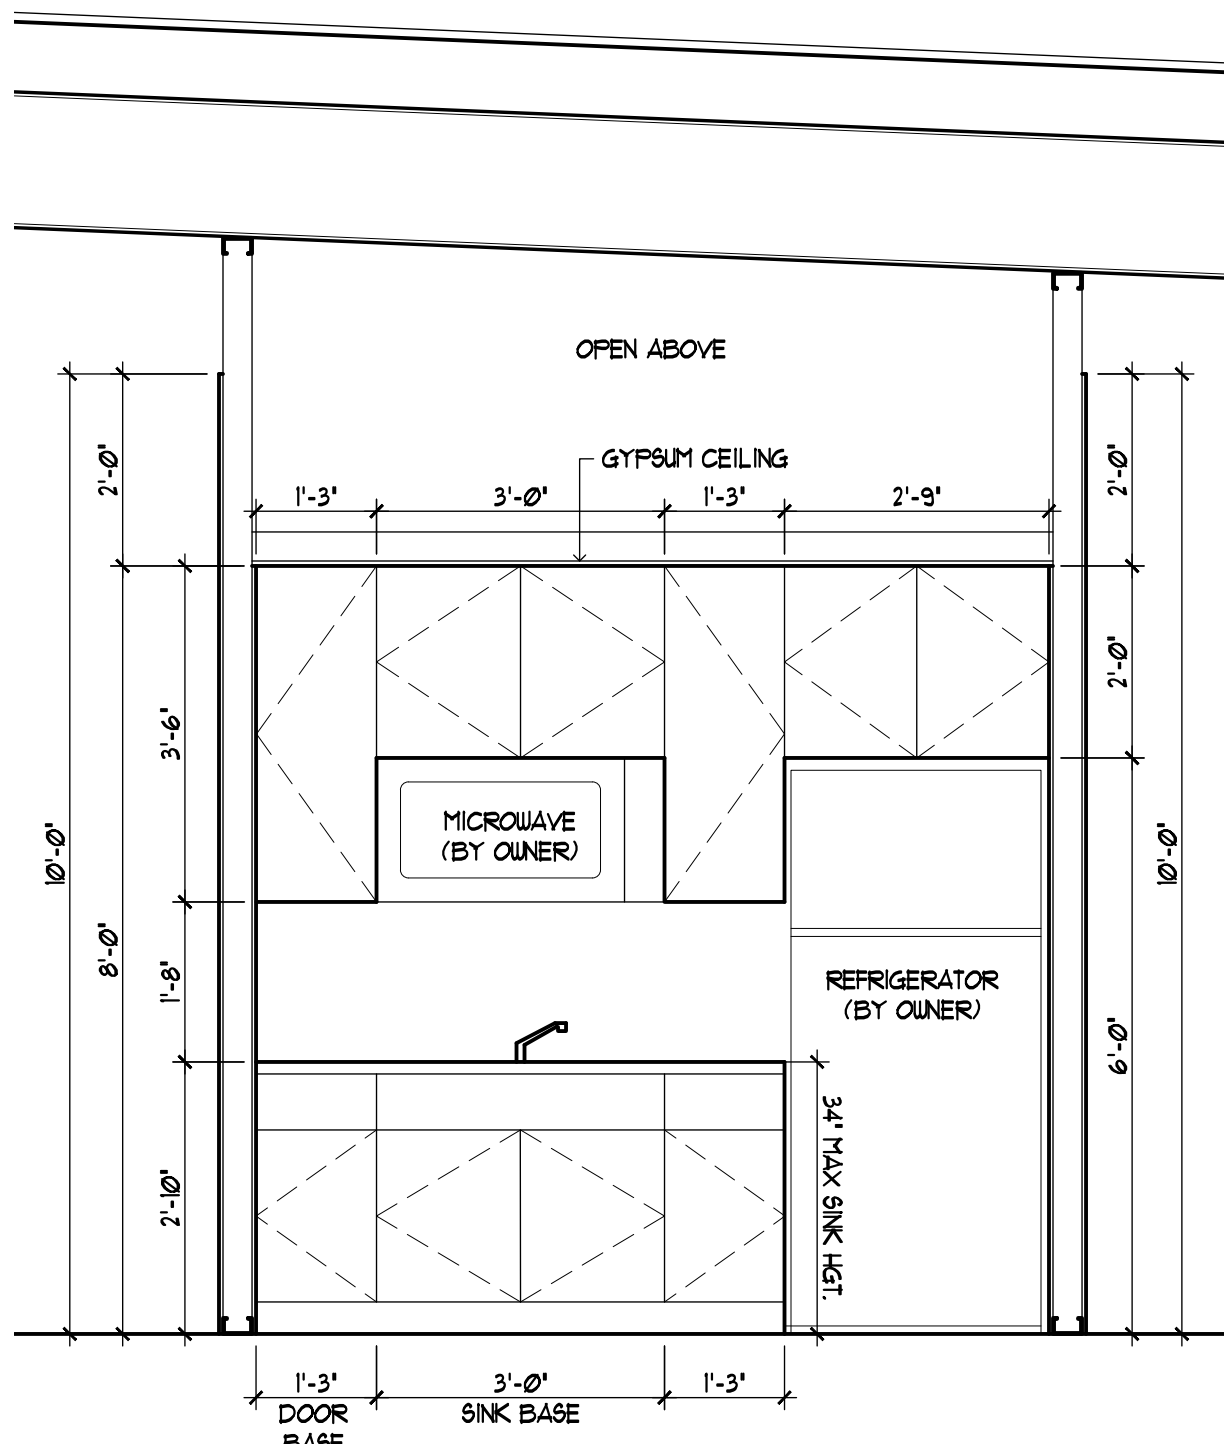 OPEN ABOVE
GYPSUM CEILING
1'-3"
3'-0"
1'-3"
2'-9"
2'-0"
2'-0"
3'-6"
2'-0"
10'-0"
8'-0"
1'-8"
MICROWAVE
(BY OWNER)
10'-0"
REFRIGERATOR
(BY OWNER)
6'-0"
2'-10"
34" MAX SINK HGT.
1'-3"
3'-0"
1'-3"
DOOR
BASE
SINK BASE